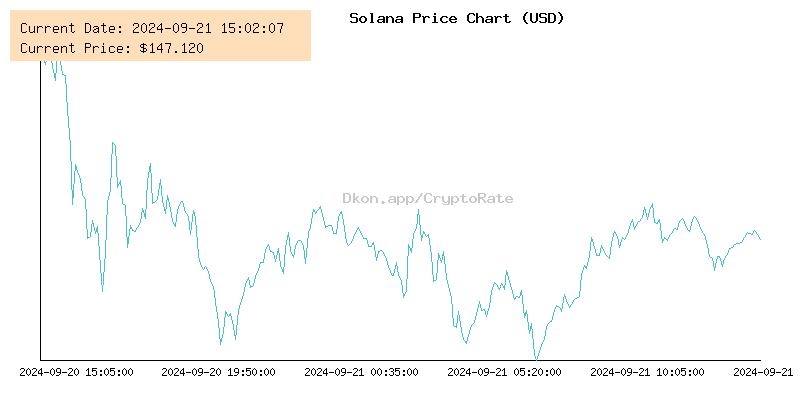 Solana Price Chart (USD)
Current Date: 2024-09-21 15:02:07
Current Price: $147.120
Dkon.app/CryptoRate
2024-09-20 15:05:00
2024-09-20 19:50:00
2024-09-21 00:35:00
2024-09-21 05:20:00
2024-09-21 10:05:00
2024-09-21